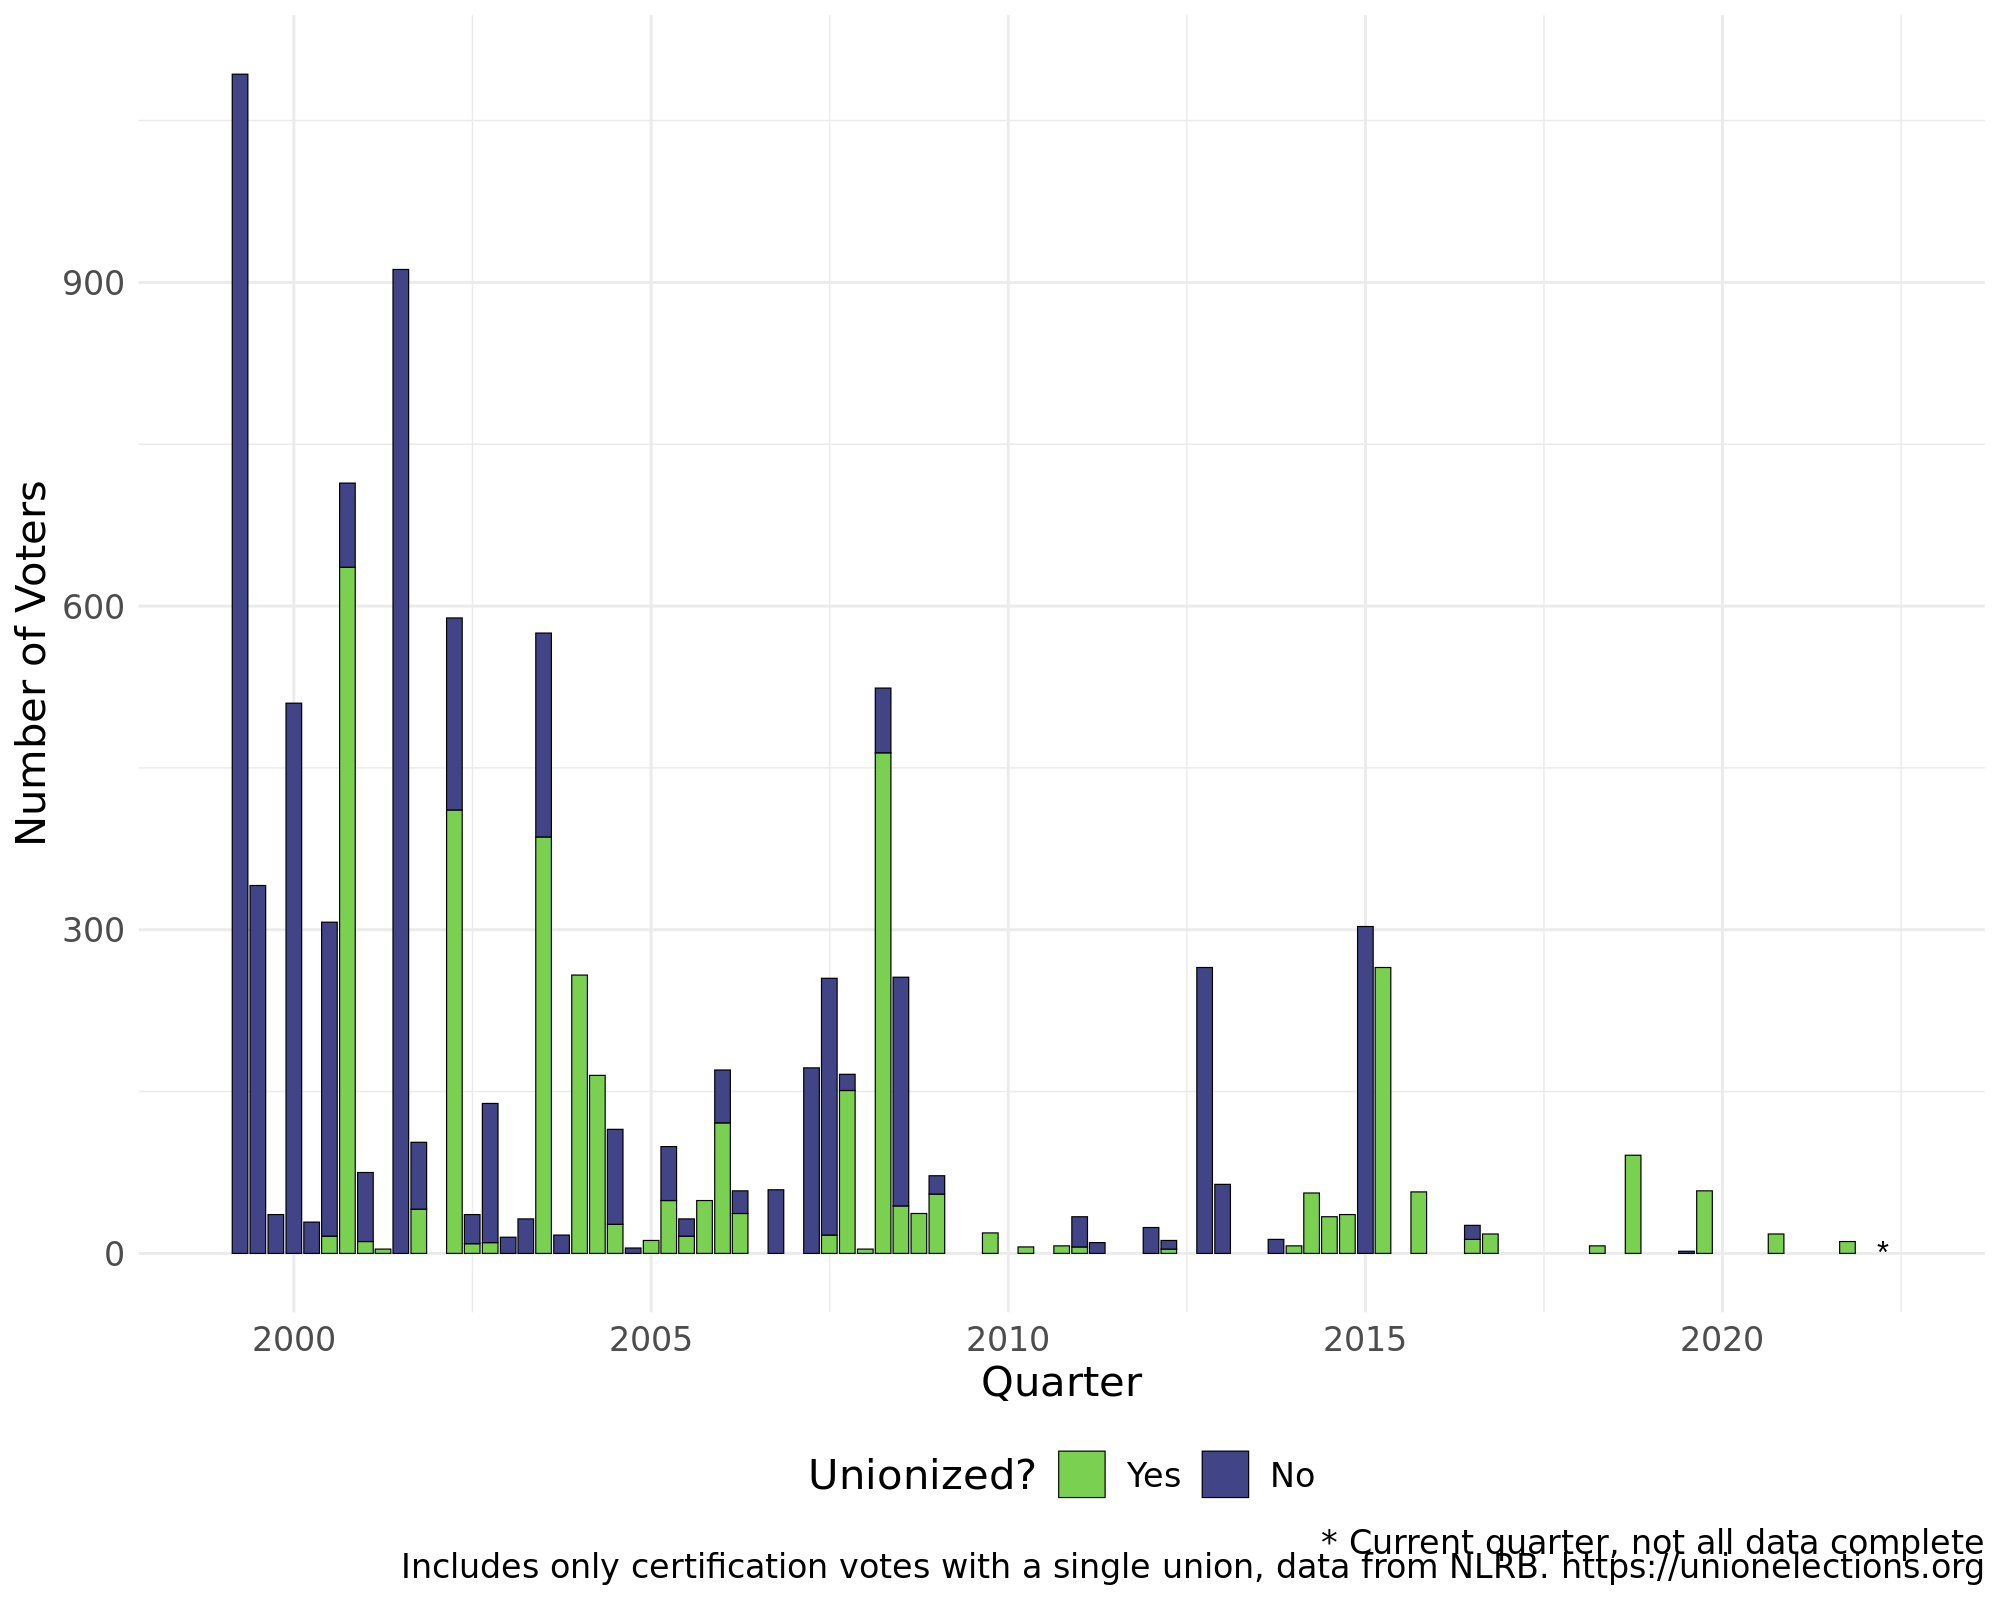 900
600
300
0
Number of Voters
*
2000 2005 2010 2015 2020
Quarter
Unionized? Yes No
* Current quarter, not all data complete
Includes only certification votes with a single union, data from NLRB. https://unionelections.org